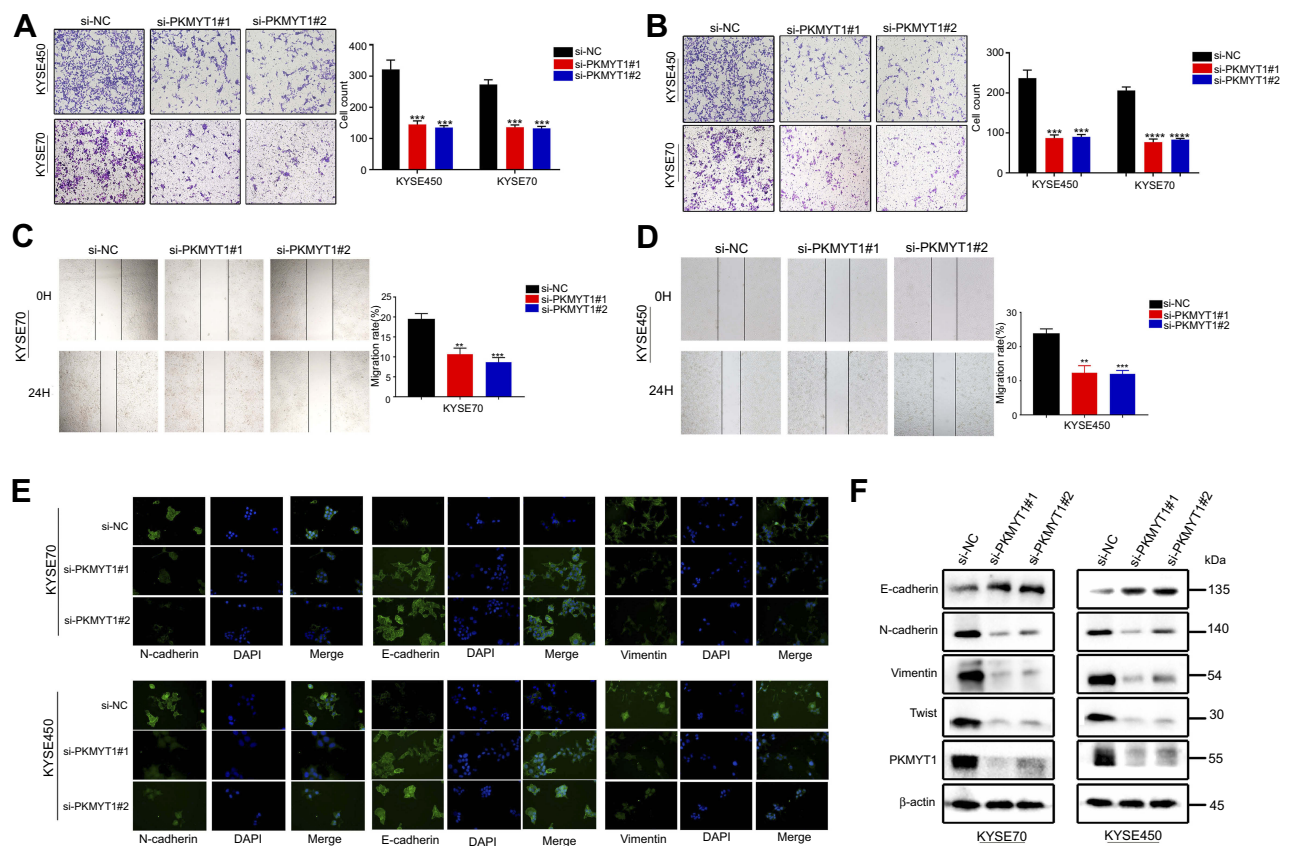 A
si-NC si-PKMYT1#1 si-PKMYT1#2
KYSE450
KYSE70
Cell count
400
300
200
100
0
*** *** *** ***
KYSE450 KYSE70
si-NC
si-PKMYT1#1
si-PKMYT1#2
B
si-NC si-PKMYT1#1 si-PKMYT1#2
KYSE450
KYSE70
Cell count
300
200
100
0
*** *** **** ****
KYSE450 KYSE70
si-NC
si-PKMYT1#1
si-PKMYT1#2
C
si-NC si-PKMYT1#1 si-PKMYT1#2
KYSE70
0H
24H
Migration rate(%)
25
20
15
10
5
0
** ***
KYSE70
si-NC
si-PKMYT1#1
si-PKMYT1#2
D
si-NC si-PKMYT1#1 si-PKMYT1#2
KYSE450
0H
24H
Migration rate(%)
30
20
10
0
** ***
KYSE450
si-NC
si-PKMYT1#1
si-PKMYT1#2
E
KYSE70
si-NC
si-PKMYT1#1
si-PKMYT1#2
N-cadherin DAPI Merge E-cadherin DAPI Merge Vimentin DAPI Merge
KYSE450
si-NC
si-PKMYT1#1
si-PKMYT1#2
N-cadherin DAPI Merge E-cadherin DAPI Merge Vimentin DAPI Merge
F
si-NC si-PKMYT1#1 si-PKMYT1#2 si-NC si-PKMYT1#1 si-PKMYT1#2 kDa
E-cadherin 135
N-cadherin 140
Vimentin 54
Twist 30
PKMYT1 55
β-actin 45
KYSE70 KYSE450